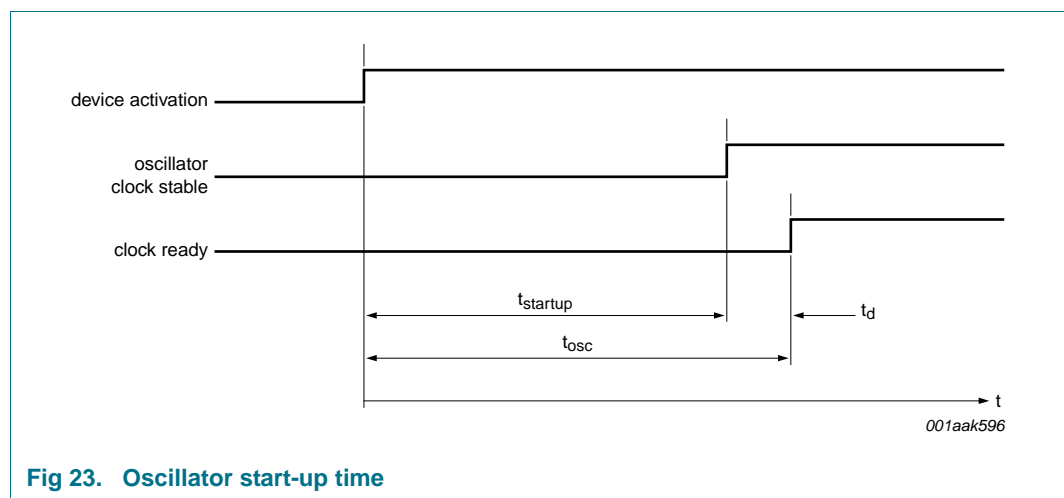 device activation
oscillator
clock stable
clock ready
tstartup
td
tosc
t
001aak596
Fig 23. Oscillator start-up time